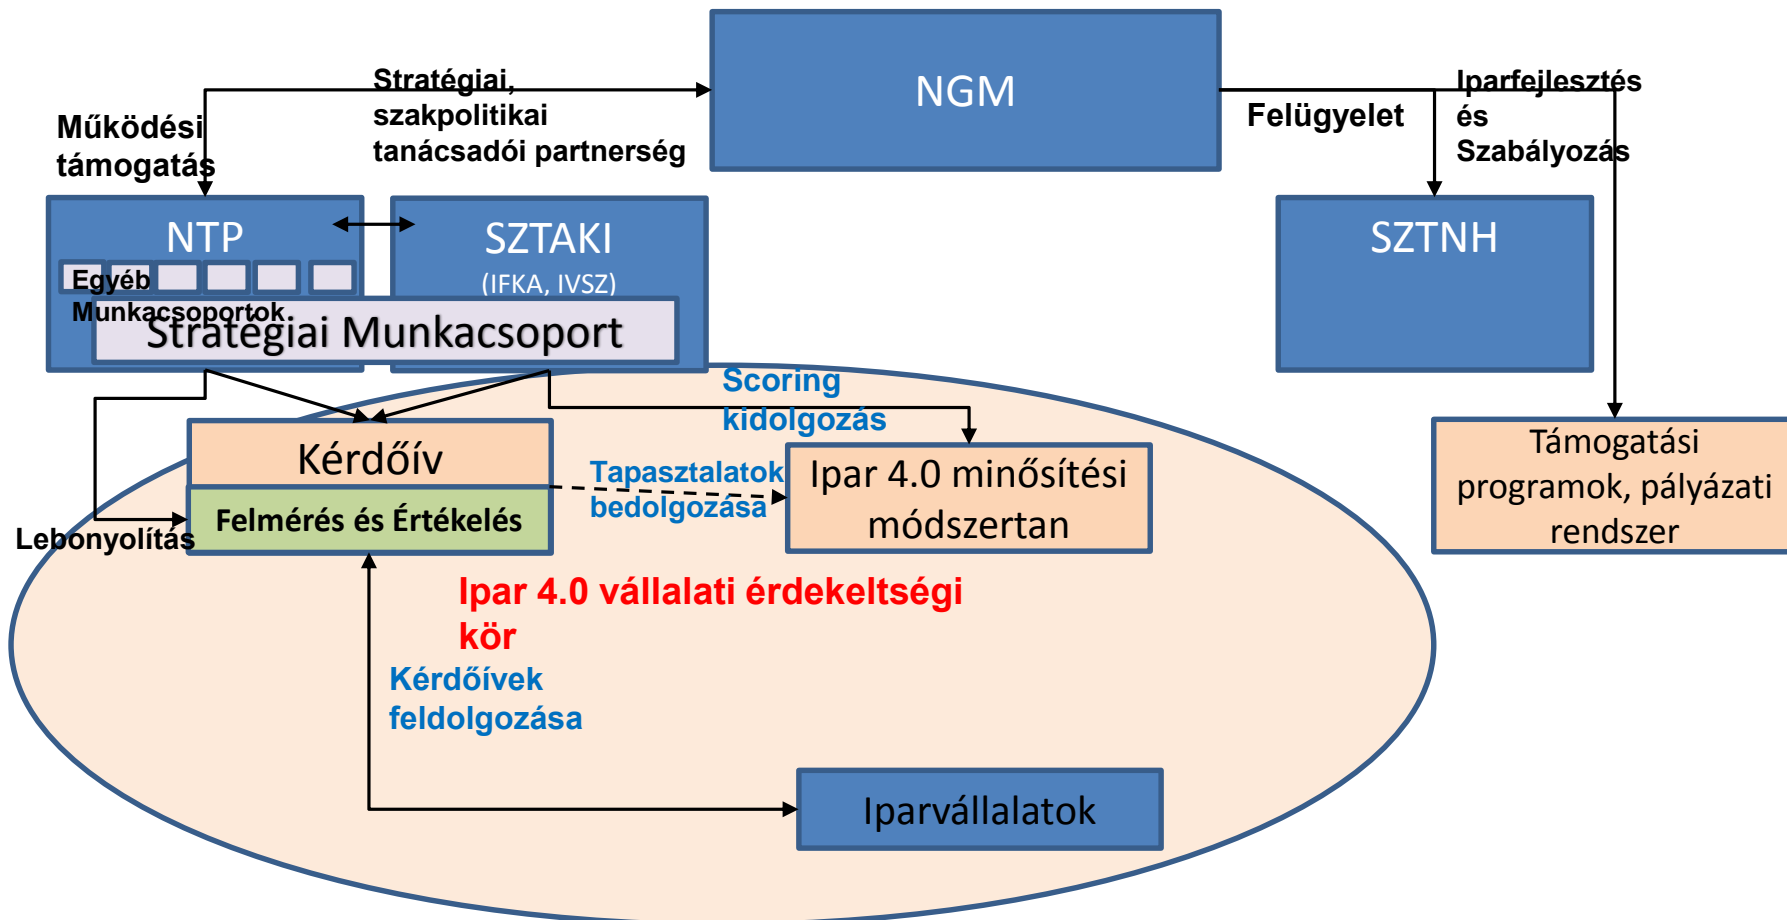 NGM
Stratégiai,
szakpolitikai
tanácsadói partnerség
Működési
támogatás
Felügyelet
Iparfejlesztés
és
Szabályozás
NTP
Egyéb
Munkacsoportok
SZTAKI
(IFKA, IVSZ)
Stratégiai Munkacsoport
SZTNH
Scoring
kidolgozás
Kérdőív
Felmérés és Értékelés
Lebonyolítás
Tapasztalatok
bedolgozása
Ipar 4.0 minősítési
módszertan
Támogatási
programok, pályázati
rendszer
Ipar 4.0 vállalati érdekeltségi
kör
Kérdőívek
feldolgozása
Iparvállalatok